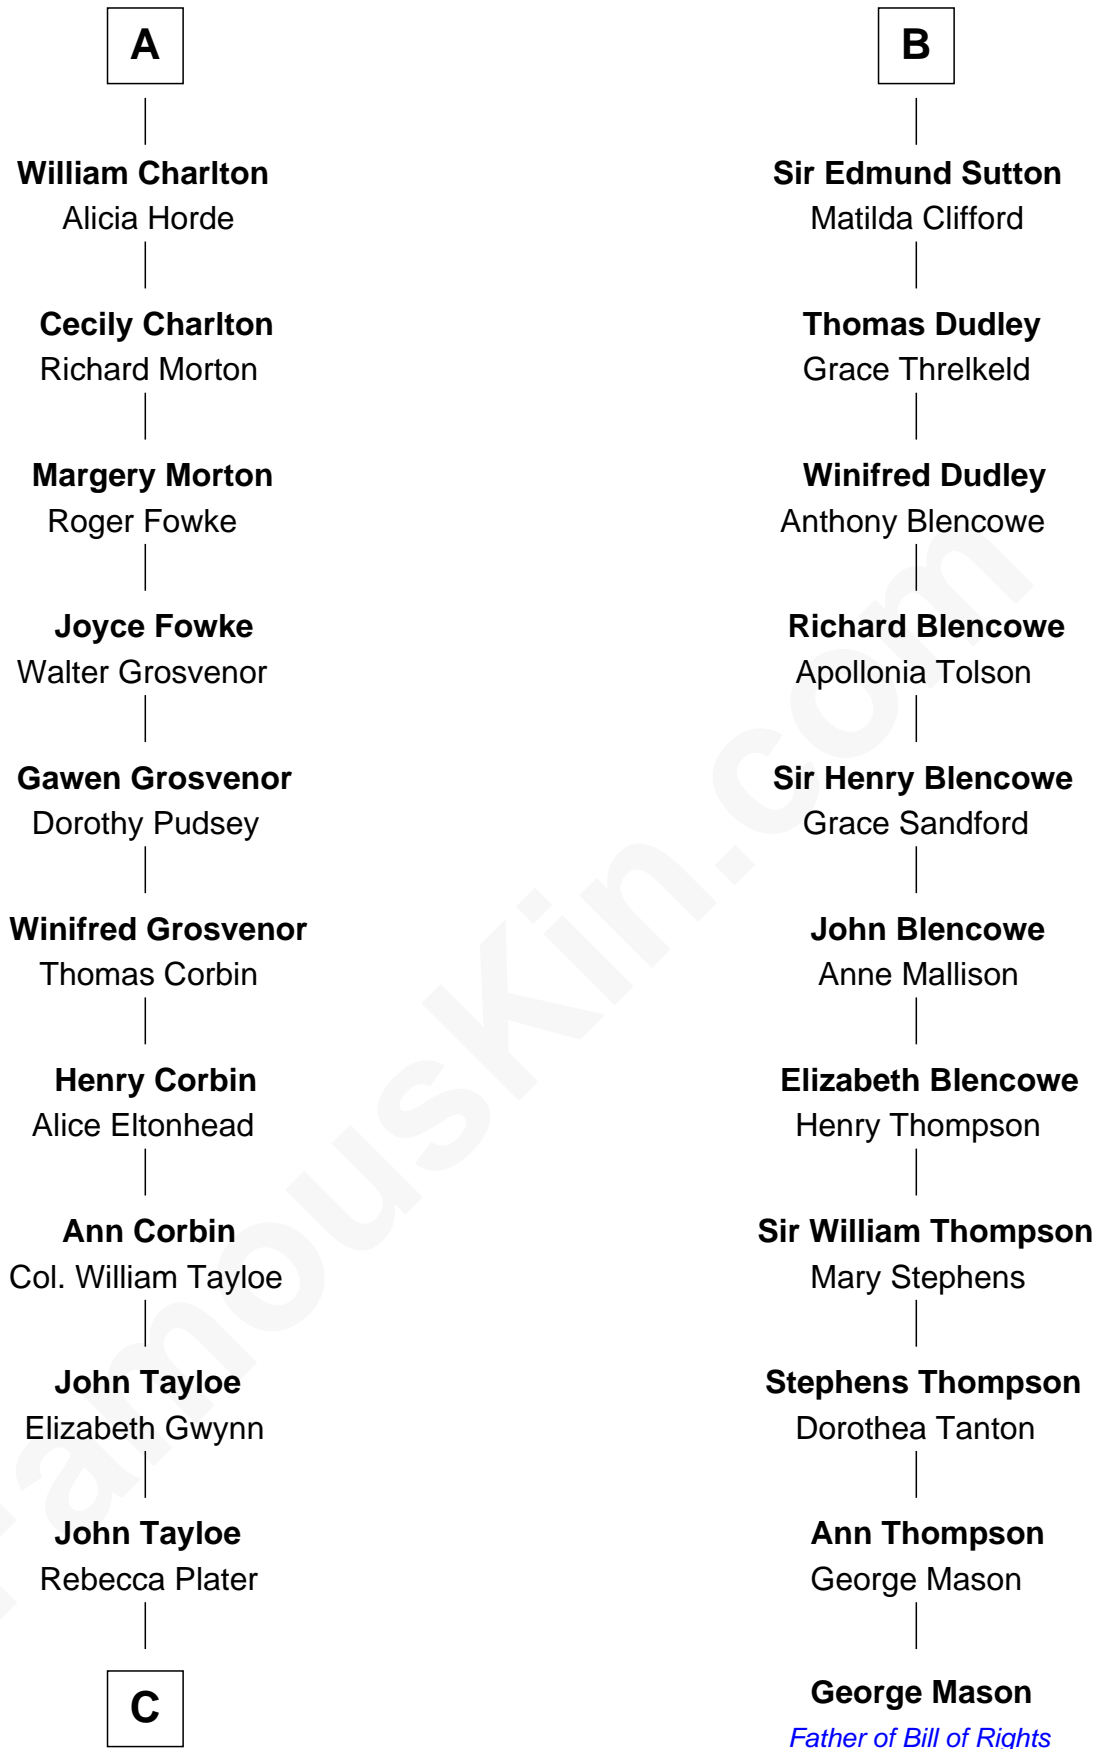 A
William Charlton
Alicia Horde
Cecily Charlton
Richard Morton
Margery Morton
Roger Fowke
Joyce Fowke
Walter Grosvenor
Gawen Grosvenor
Dorothy Pudsey
Winifred Grosvenor
Thomas Corbin
Henry Corbin
Alice Eltonhead
Ann Corbin
Col. William Tayloe
John Tayloe
Elizabeth Gwynn
John Tayloe
Rebecca Plater
C
B
Sir Edmund Sutton
Matilda Clifford
Thomas Dudley
Grace Threlkeld
Winifred Dudley
Anthony Blencowe
Richard Blencowe
Apollonia Tolson
Sir Henry Blencowe
Grace Sandford
John Blencowe
Anne Mallison
Elizabeth Blencowe
Henry Thompson
Sir William Thompson
Mary Stephens
Stephens Thompson
Dorothea Tanton
Ann Thompson
George Mason
George Mason
Father of Bill of Rights
FamousKin.com